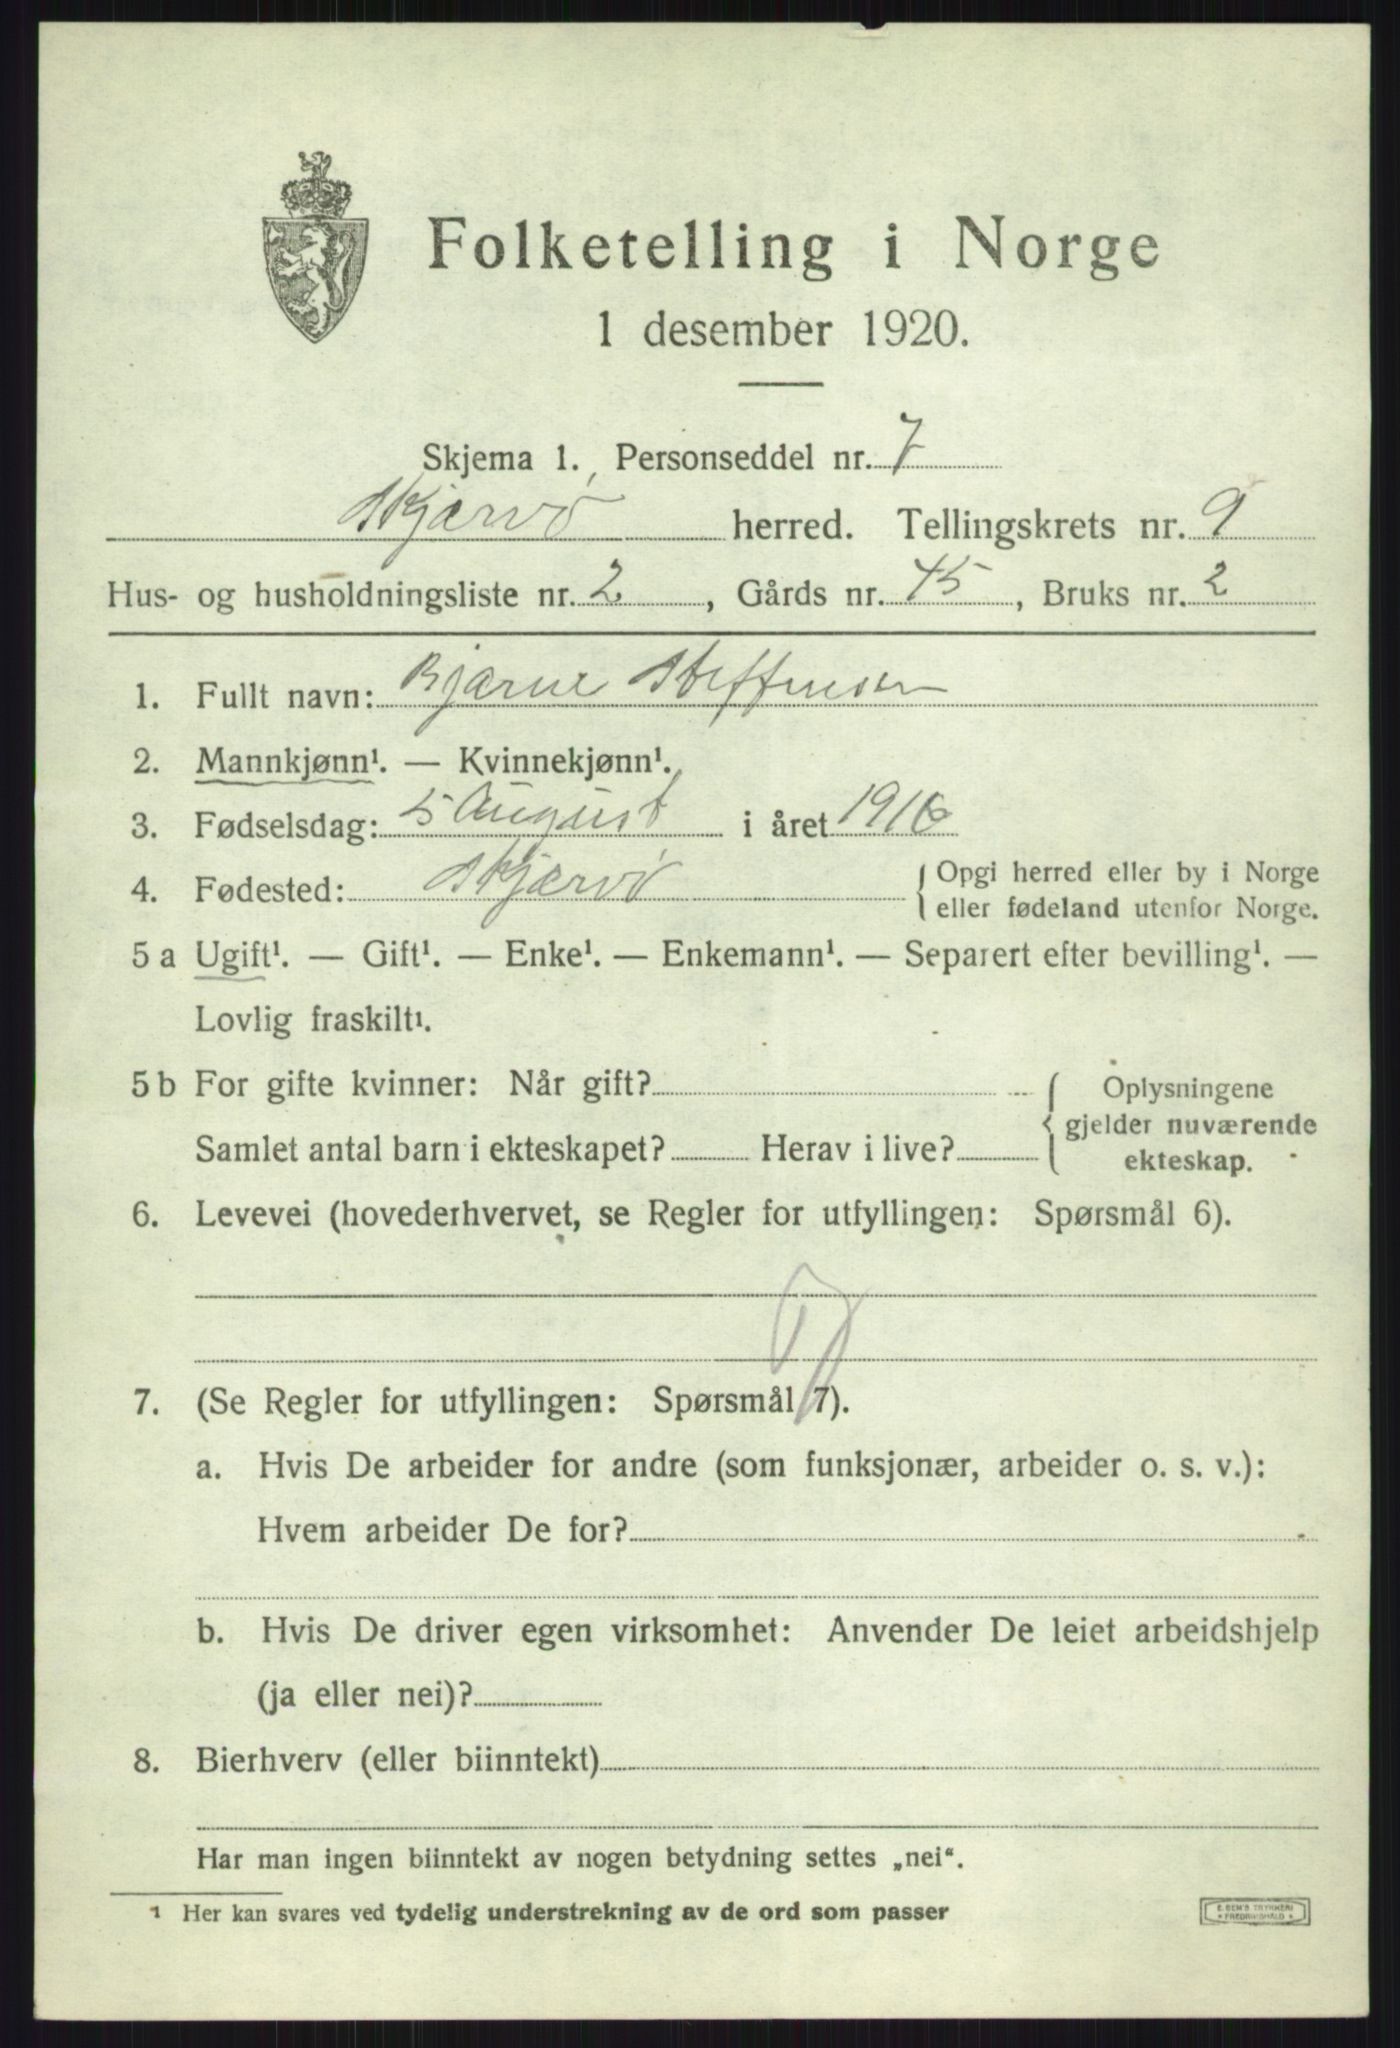 Folketelling i Norge
1 desember 1920.
Skjema 1. Personseddel nr. 7
Skjærvø herred. Tellingskrets nr. 9
Hus- og husholdningsliste nr. 2, Gårds nr. 45, Bruks nr. 2
1. Fullt navn: Bjarne Steffensen
2. Mannkjønn¹. — Kvinnekjønn¹.
3. Fødselsdag: 5 August i året 1916
4. Fødested: Skjærvø { Opgi herred eller by i Norge
eller fødeland utenfor Norge.
5 a Ugift¹. — Gift¹. — Enke¹. — Enkemann¹. — Separert efter bevilling¹. —
Lovlig fraskilt¹.
5 b For gifte kvinner: Når gift? { Oplysningene
gjelder nuværende
Samlet antal barn i ekteskapet? Herav i live? ekteskap.
6. Levevei (hovederhvervet, se Regler for utfyllingen: Spørsmål 6).
7. (Se Regler for utfyllingen: Spørsmål 7).
a. Hvis De arbeider for andre (som funksjonær, arbeider o. s. v.):
Hvem arbeider De for?
b. Hvis De driver egen virksomhet: Anvender De leiet arbeidshjelp
(ja eller nei)?
8. Bierhverv (eller biinntekt)
Har man ingen biinntekt av nogen betydning settes „nei".
¹ Her kan svares ved tydelig understrekning av de ord som passer
E. SEM'S TRYKKERI
• FREDRIKSHALD •